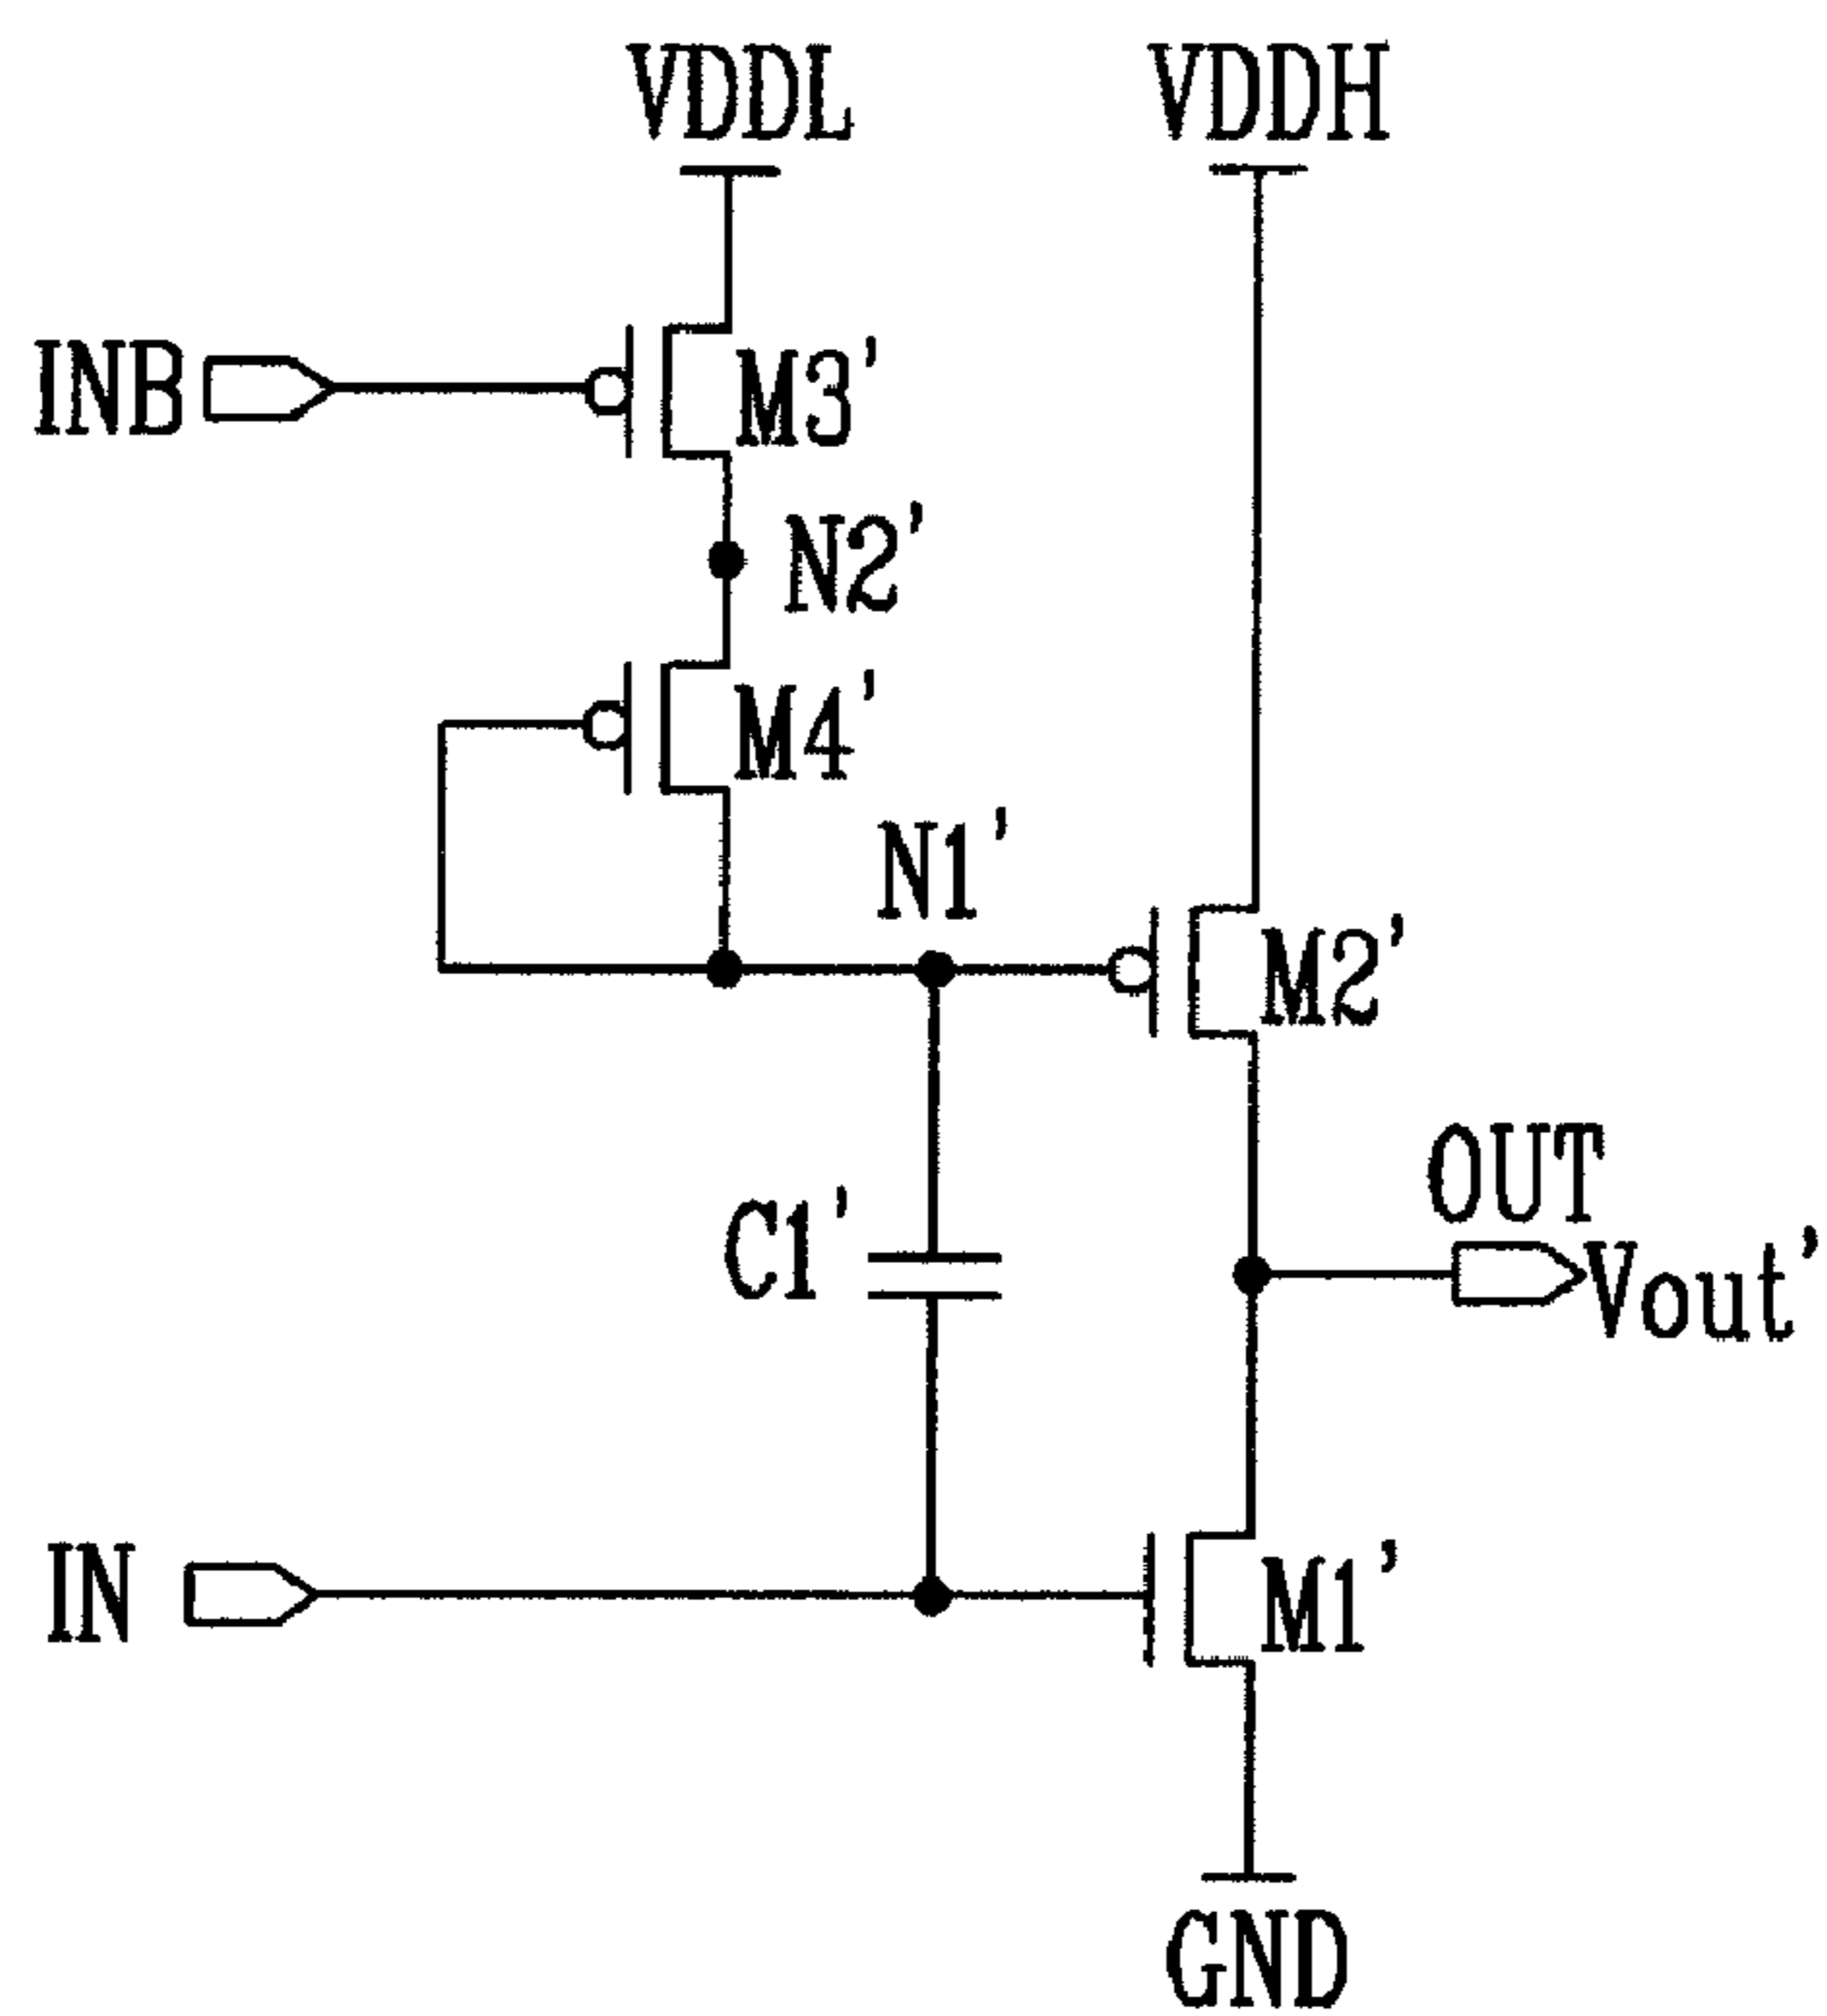 VDDL
VDDH
INB
M3'
N2'
M4'
N1'
M2'
C1'
OUT
Vout'
IN
M1'
GND